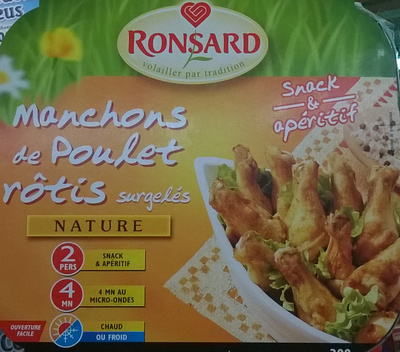 RONSARD
volailler par tradition
Snack
&
apéritif
Manchons
de Poulet
rôtis surgelés
NATURE
2
PERS
SNACK
& APÉRITIF
4
MN
4 MN AU
MICRO-ONDES
OUVERTURE
FACILE
CHAUD
OU FROID